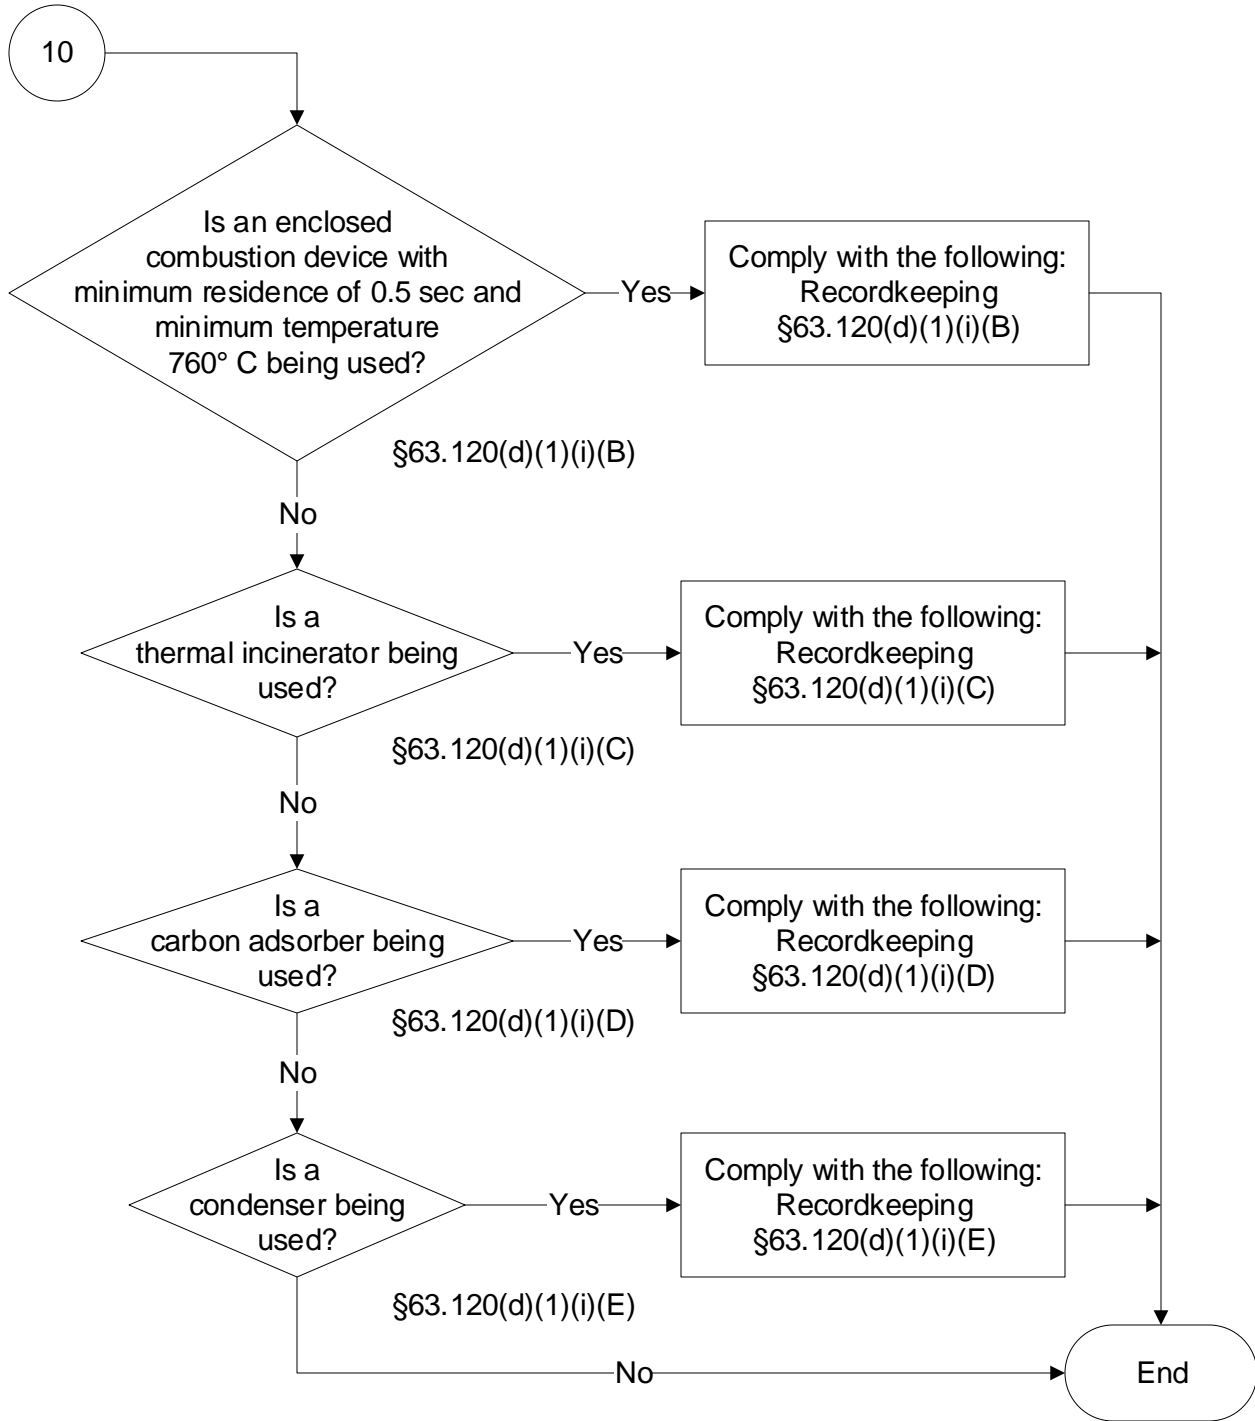 10
Is an enclosed
combustion device with
minimum residence of 0.5 sec and
minimum temperature
760° C being used?
Yes
Comply with the following:
Recordkeeping
§63.120(d)(1)(i)(B)
§63.120(d)(1)(i)(B)
No
Is a
thermal incinerator being
used?
Yes
Comply with the following:
Recordkeeping
§63.120(d)(1)(i)(C)
§63.120(d)(1)(i)(C)
No
Is a
carbon adsorber being
used?
Yes
Comply with the following:
Recordkeeping
§63.120(d)(1)(i)(D)
§63.120(d)(1)(i)(D)
No
Is a
condenser being
used?
Yes
Comply with the following:
Recordkeeping
§63.120(d)(1)(i)(E)
§63.120(d)(1)(i)(E)
No
End